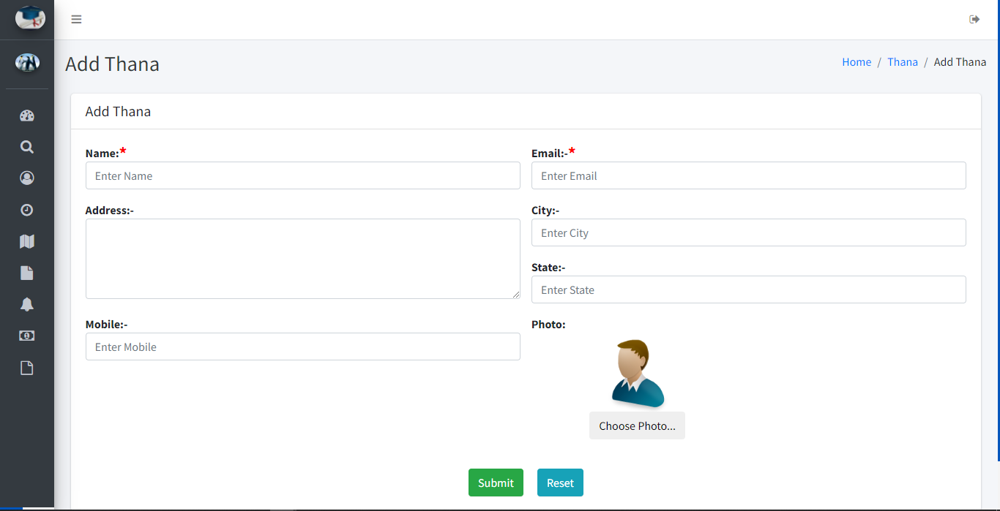 Add Thana
Home / Thana / Add Thana
Add Thana
Name:*
Enter Name
Email:-*
Enter Email
Address:-
City:-
Enter City
State:-
Enter State
Mobile:-
Enter Mobile
Photo:
Choose Photo...
Submit
Reset